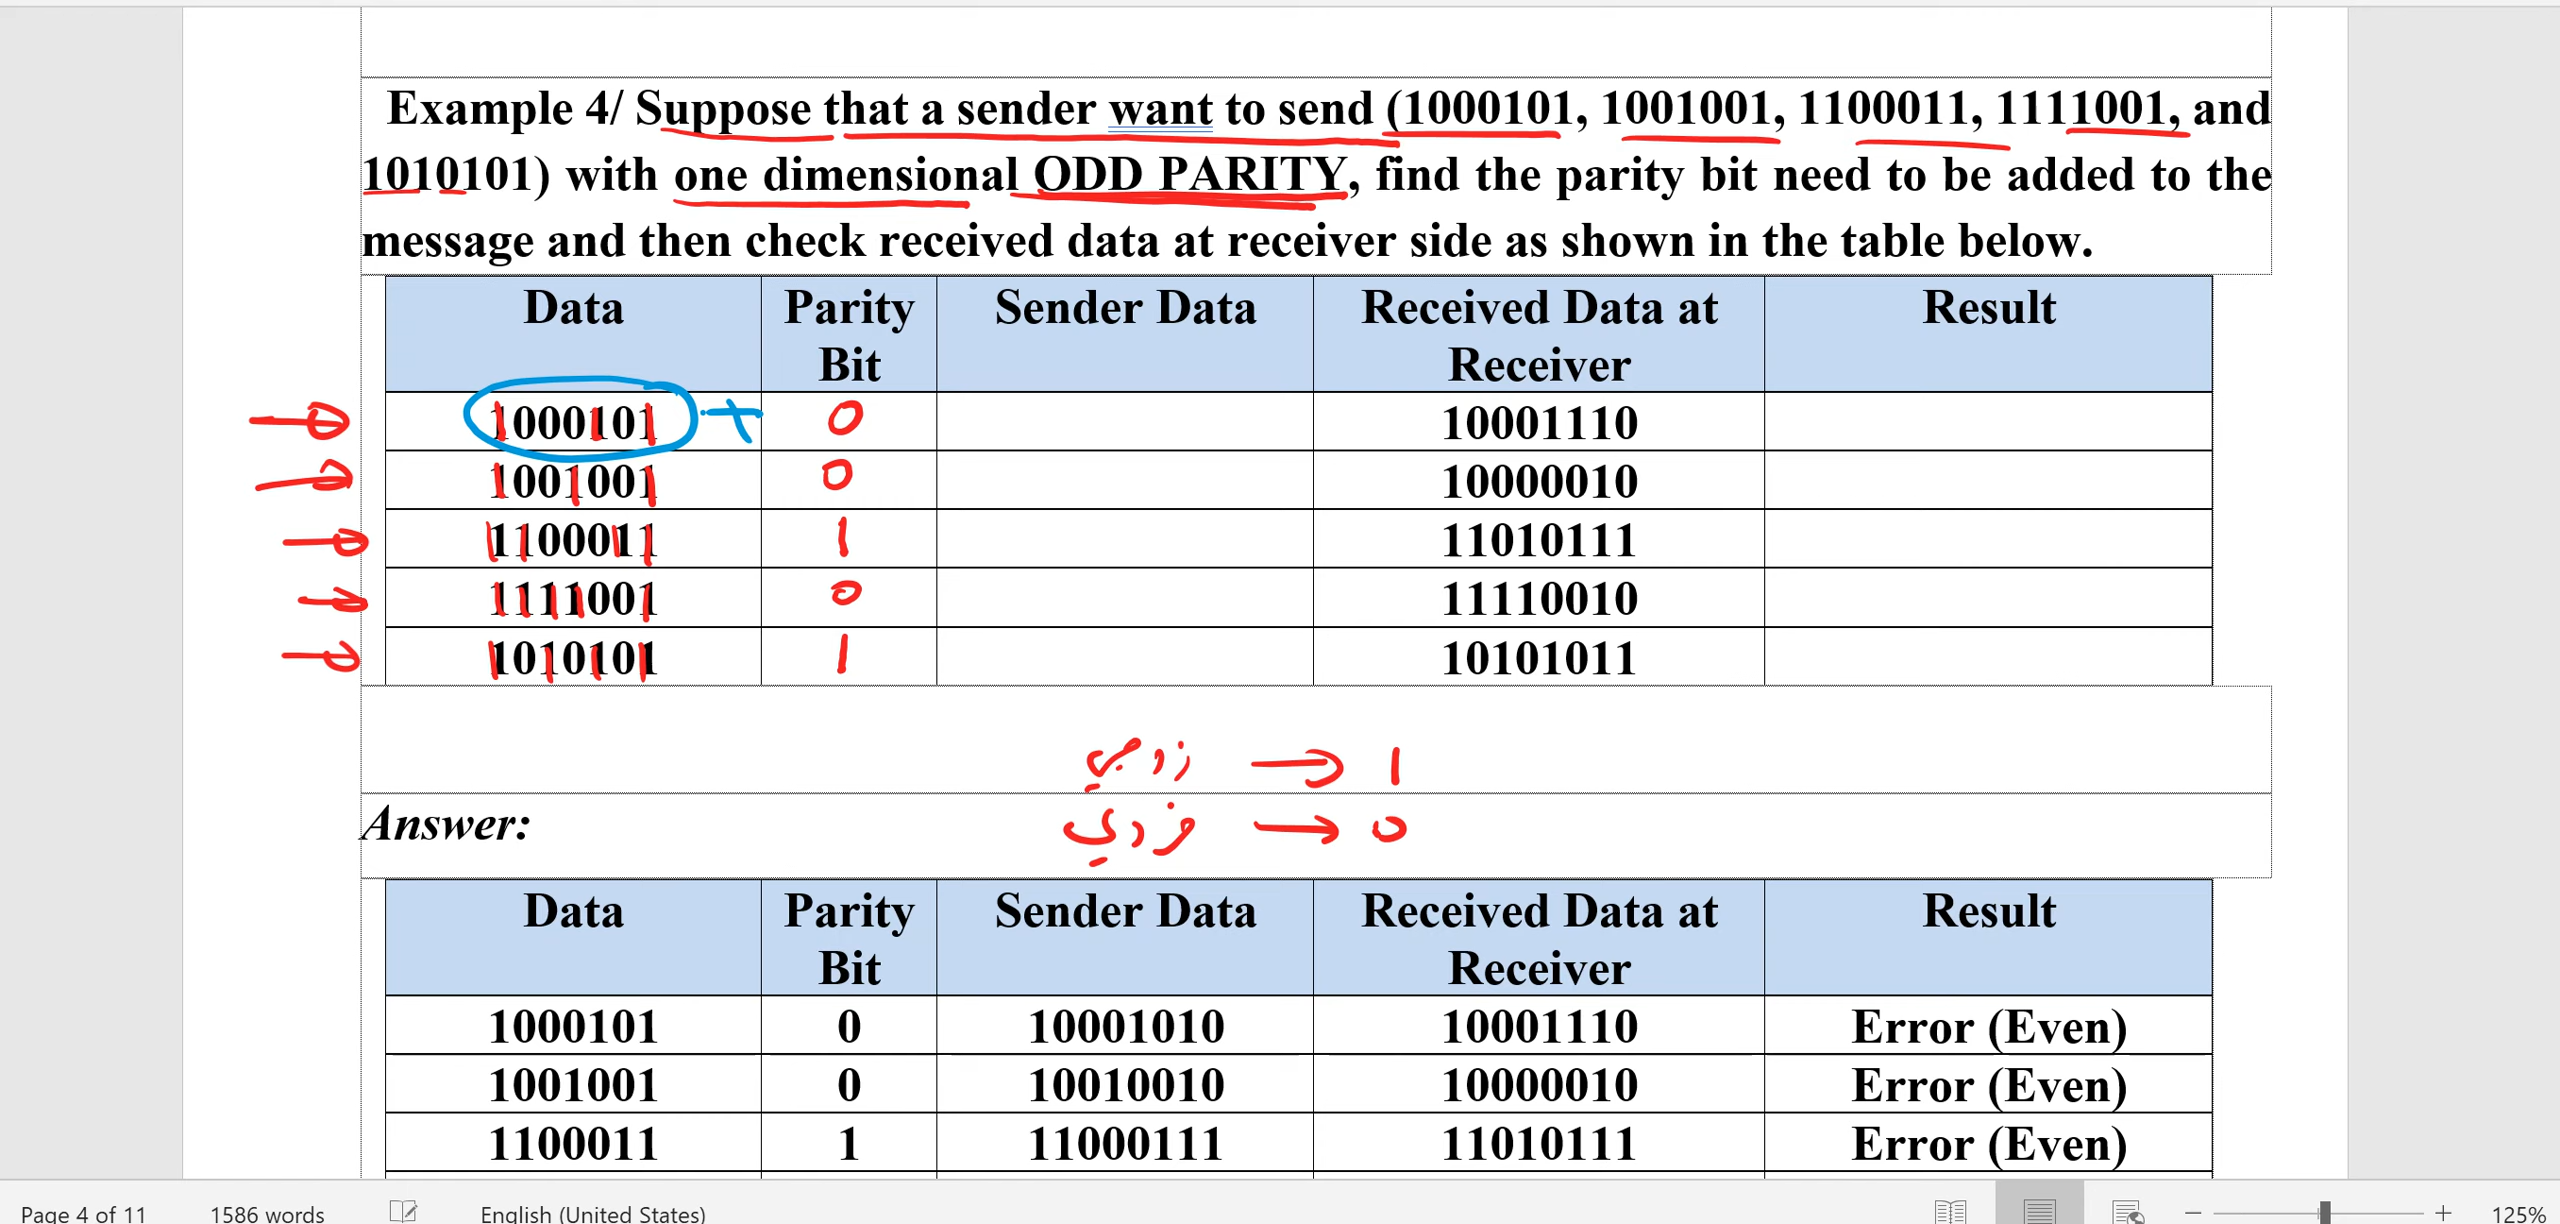 Example 4/ Suppose that a sender want to send (1000101, 1001001, 1100011, 1111001, and
1010101) with one dimensional ODD PARITY, find the parity bit need to be added to the
message and then check received data at receiver side as shown in the table below.
Data Parity Bit Sender Data Received Data at Receiver Result
1000101 + 0 10001110
1001001 0 10000010
1100011 1 11010111
1111001 0 11110010
1010101 1 10101011
زوجي → 1
فردي → 0
Answer:
Data Parity Bit Sender Data Received Data at Receiver Result
1000101 0 10001010 10001110 Error (Even)
1001001 0 10010010 10000010 Error (Even)
1100011 1 11000111 11010111 Error (Even)
Page 4 of 11 1586 words English (United States) 125%